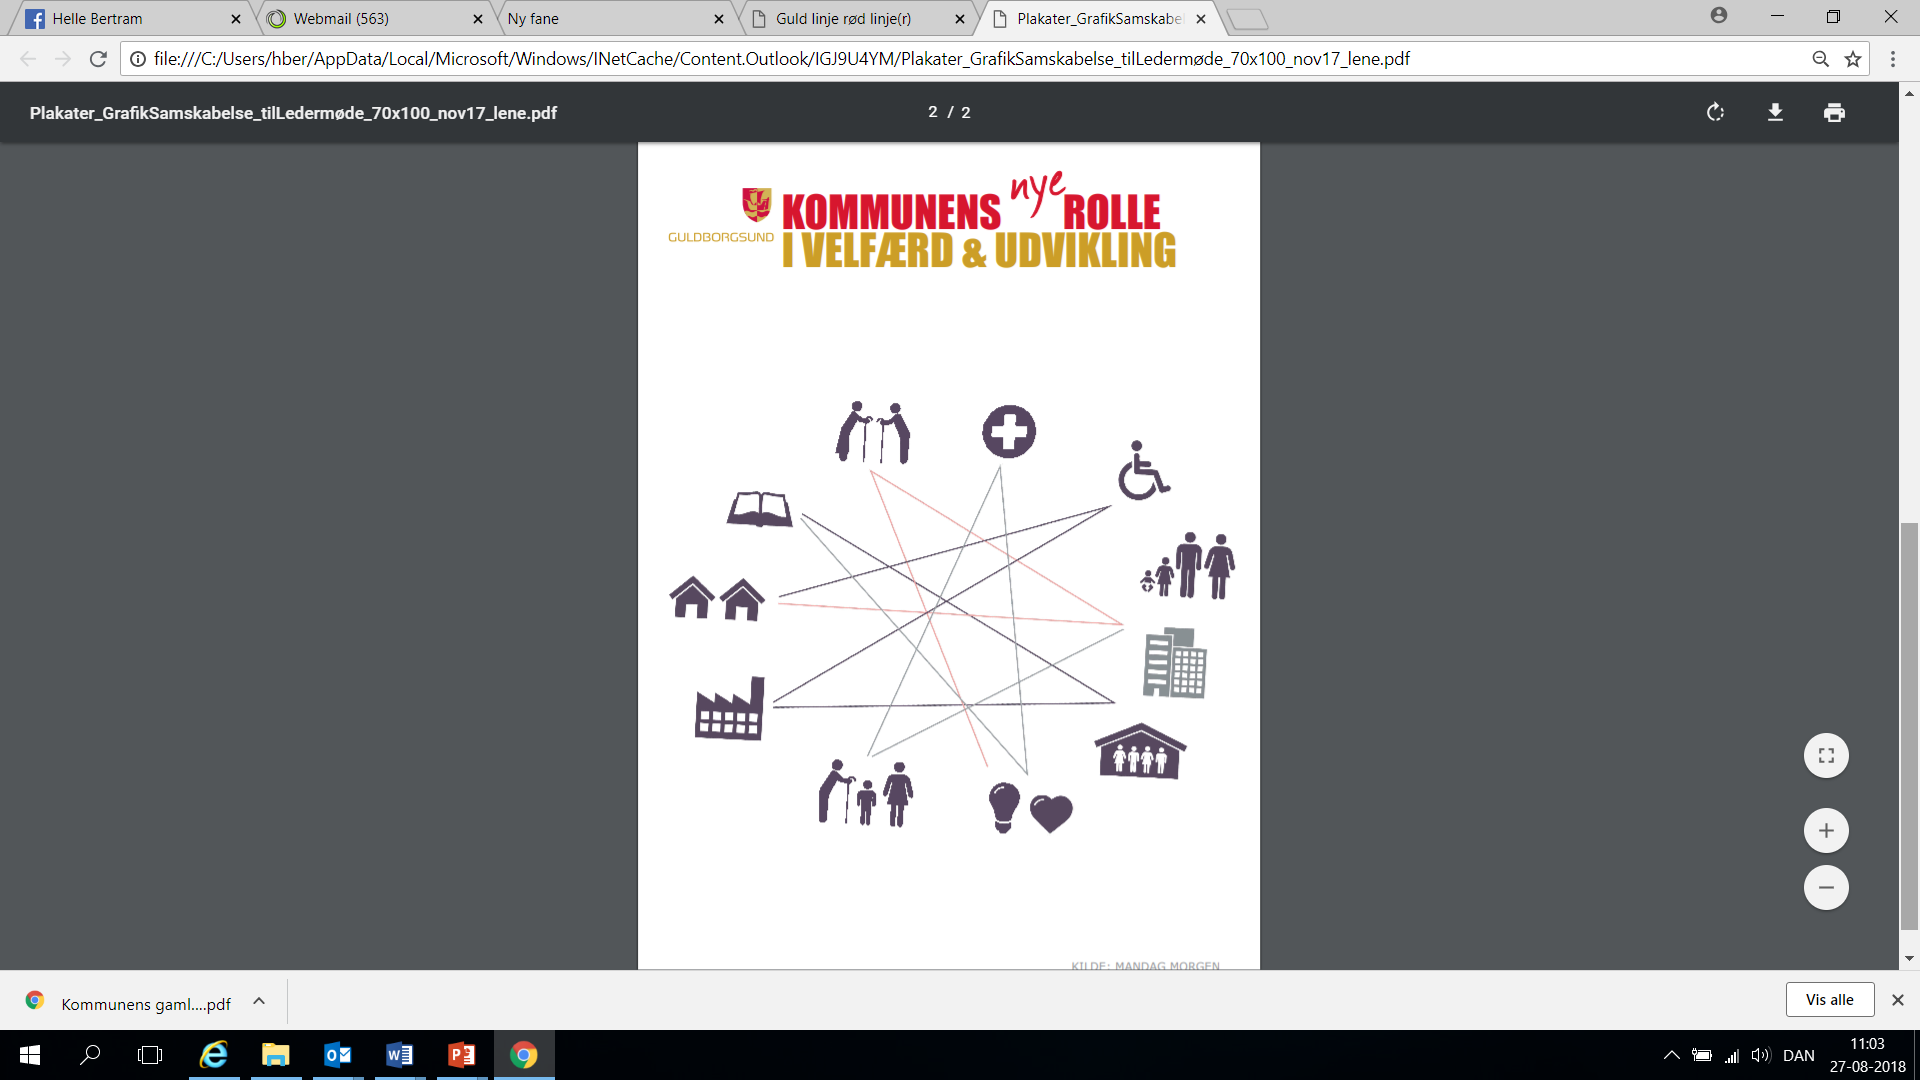 Helle Bertram
Webmail (563)
Ny fane
Guld linje rød linje(r)
Plakater_GrafikSamskabel
file:///C:/Users/hber/AppData/Local/Microsoft/Windows/INetCache/Content.Outlook/IGJ9U4YM/Plakater_GrafikSamskabelse_tilLedermøde_70x100_nov17_lene.pdf
Plakater_GrafikSamskabelse_tilLedermøde_70x100_nov17_lene.pdf
2 / 2
KOMMUNENS nye ROLLE
GULDBORGSUND
I VELFÆRD & UDVIKLING
KILDE: MANDAG MORGEN
Kommunens gaml....pdf
Vis alle
DAN
11:03
27-08-2018